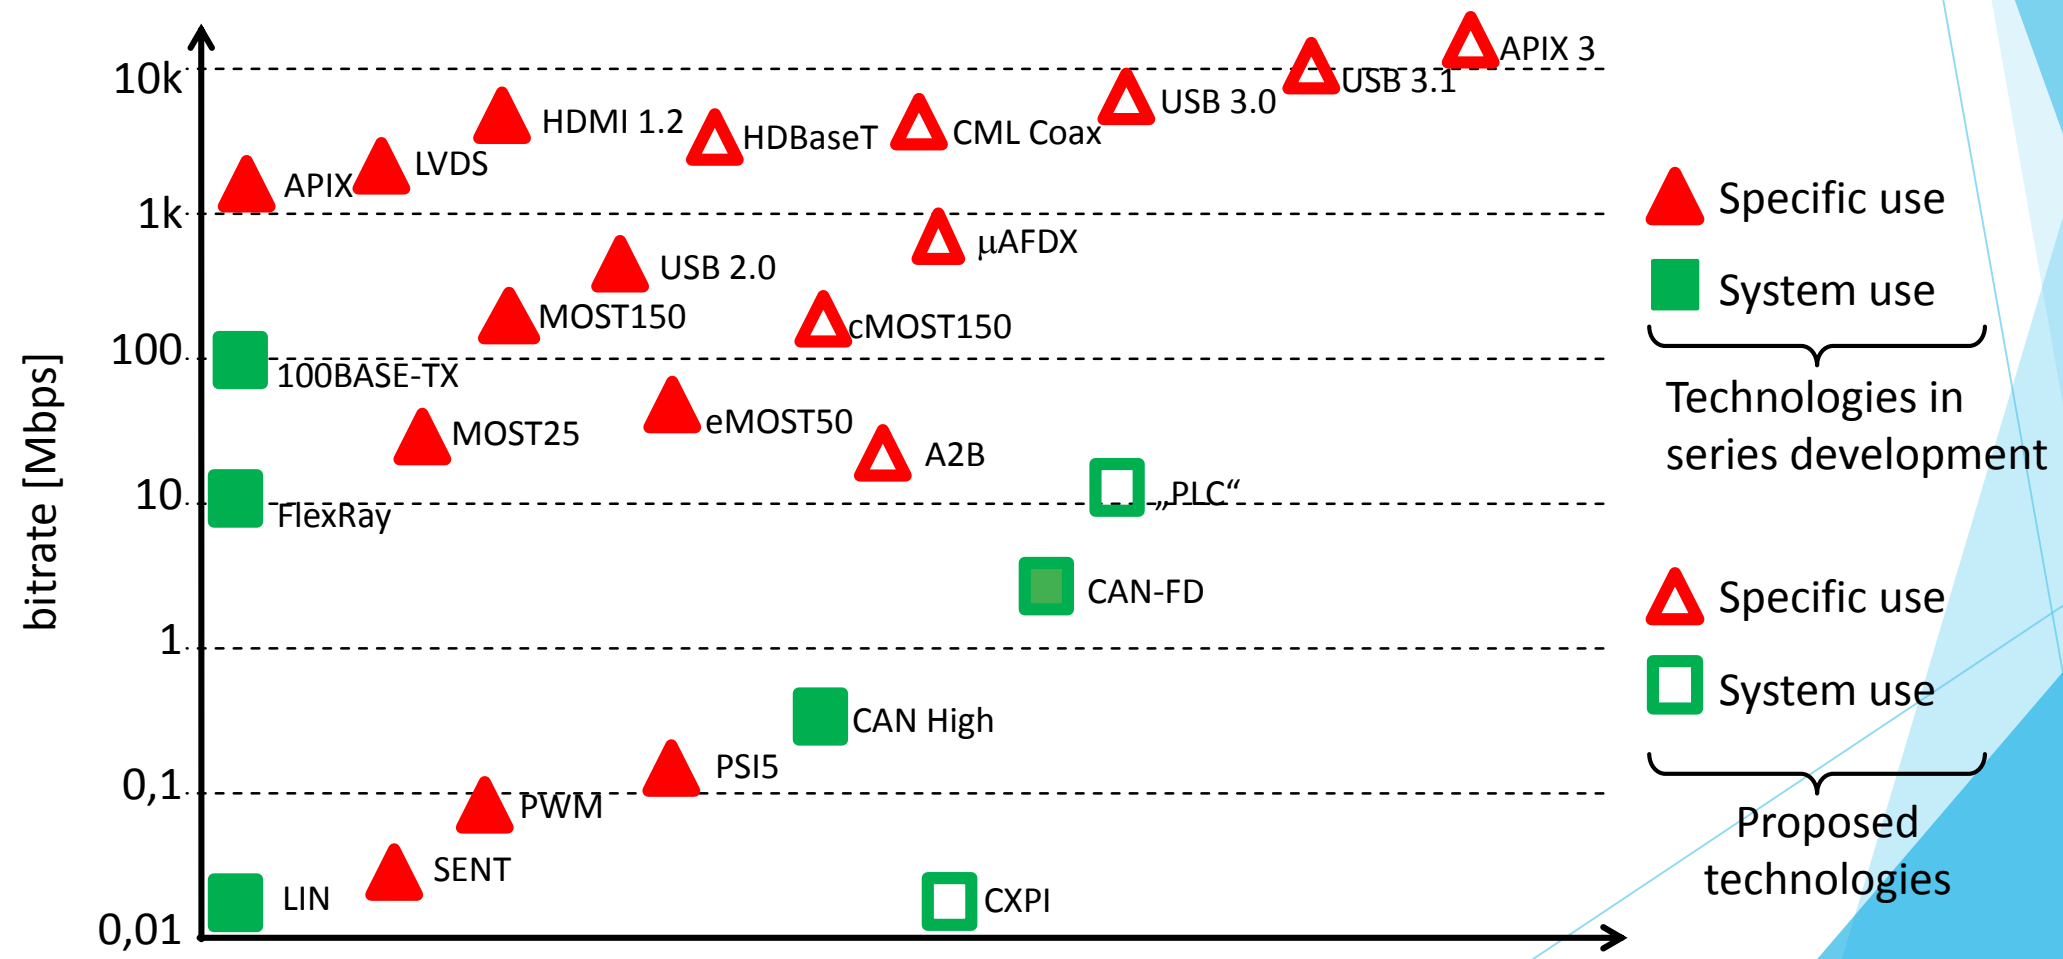 10k
1k
100
10
1
0,1
0,01
bitrate [Mbps]
APIX
LVDS
HDMI 1.2
HDBaseT
CML Coax
USB 3.0
USB 3.1
APIX 3
μAFDX
USB 2.0
MOST150
cMOST150
100BASE-TX
MOST25
eMOST50
A2B
FlexRay
„PLC“
CAN-FD
CAN High
PSI5
PWM
SENT
LIN
CXPI
Specific use
System use
Technologies in
series development
Specific use
System use
Proposed
technologies